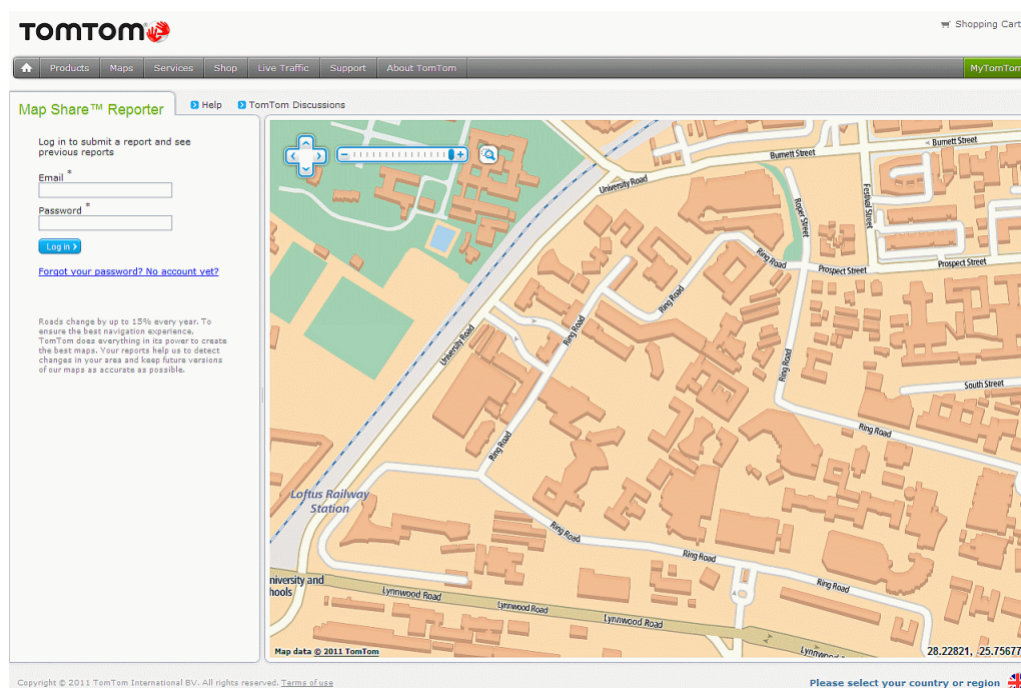 TOMTOM
Shopping Cart
Products Maps Services Shop Live Traffic Support About TomTom
MyTomTom
Map Share™ Reporter
Help TomTom Discussions
Log in to submit a report and see
previous reports
Email *
Password *
Log in
Forgot your password? No account yet?
Roads change by up to 15% every year. To
ensure the best navigation experience,
TomTom does everything in its power to create
the best maps. Your reports help us to detect
changes in your area and keep future versions
of our maps as accurate as possible.
Burnett Street
< Burnett Street
University Road
Festival Street
Roper Street
Ring Road
Prospect Street
Prospect Street
Ring Road
University Road
Ring Road
Ring Road
South Street
Ring Road
Ring Road
Loftus Railway
Station
Ring Road
Ring Road
Ring Road
niversity and
hools
Lynnwood Road
Lynnwood Road
Lynnwood Road
Lynnwood
Map data © 2011 TomTom
28.22821, -25.75677
Copyright © 2011 TomTom International BV. All rights reserved. Terms of use
Please select your country or region